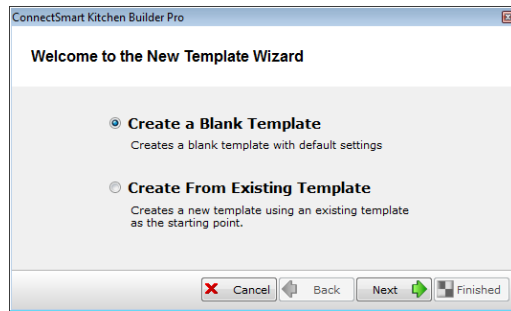 ConnectSmart Kitchen Builder Pro
Welcome to the New Template Wizard
Create a Blank Template
Creates a blank template with default settings
Create From Existing Template
Creates a new template using an existing template
as the starting point.
Cancel Back Next Finished